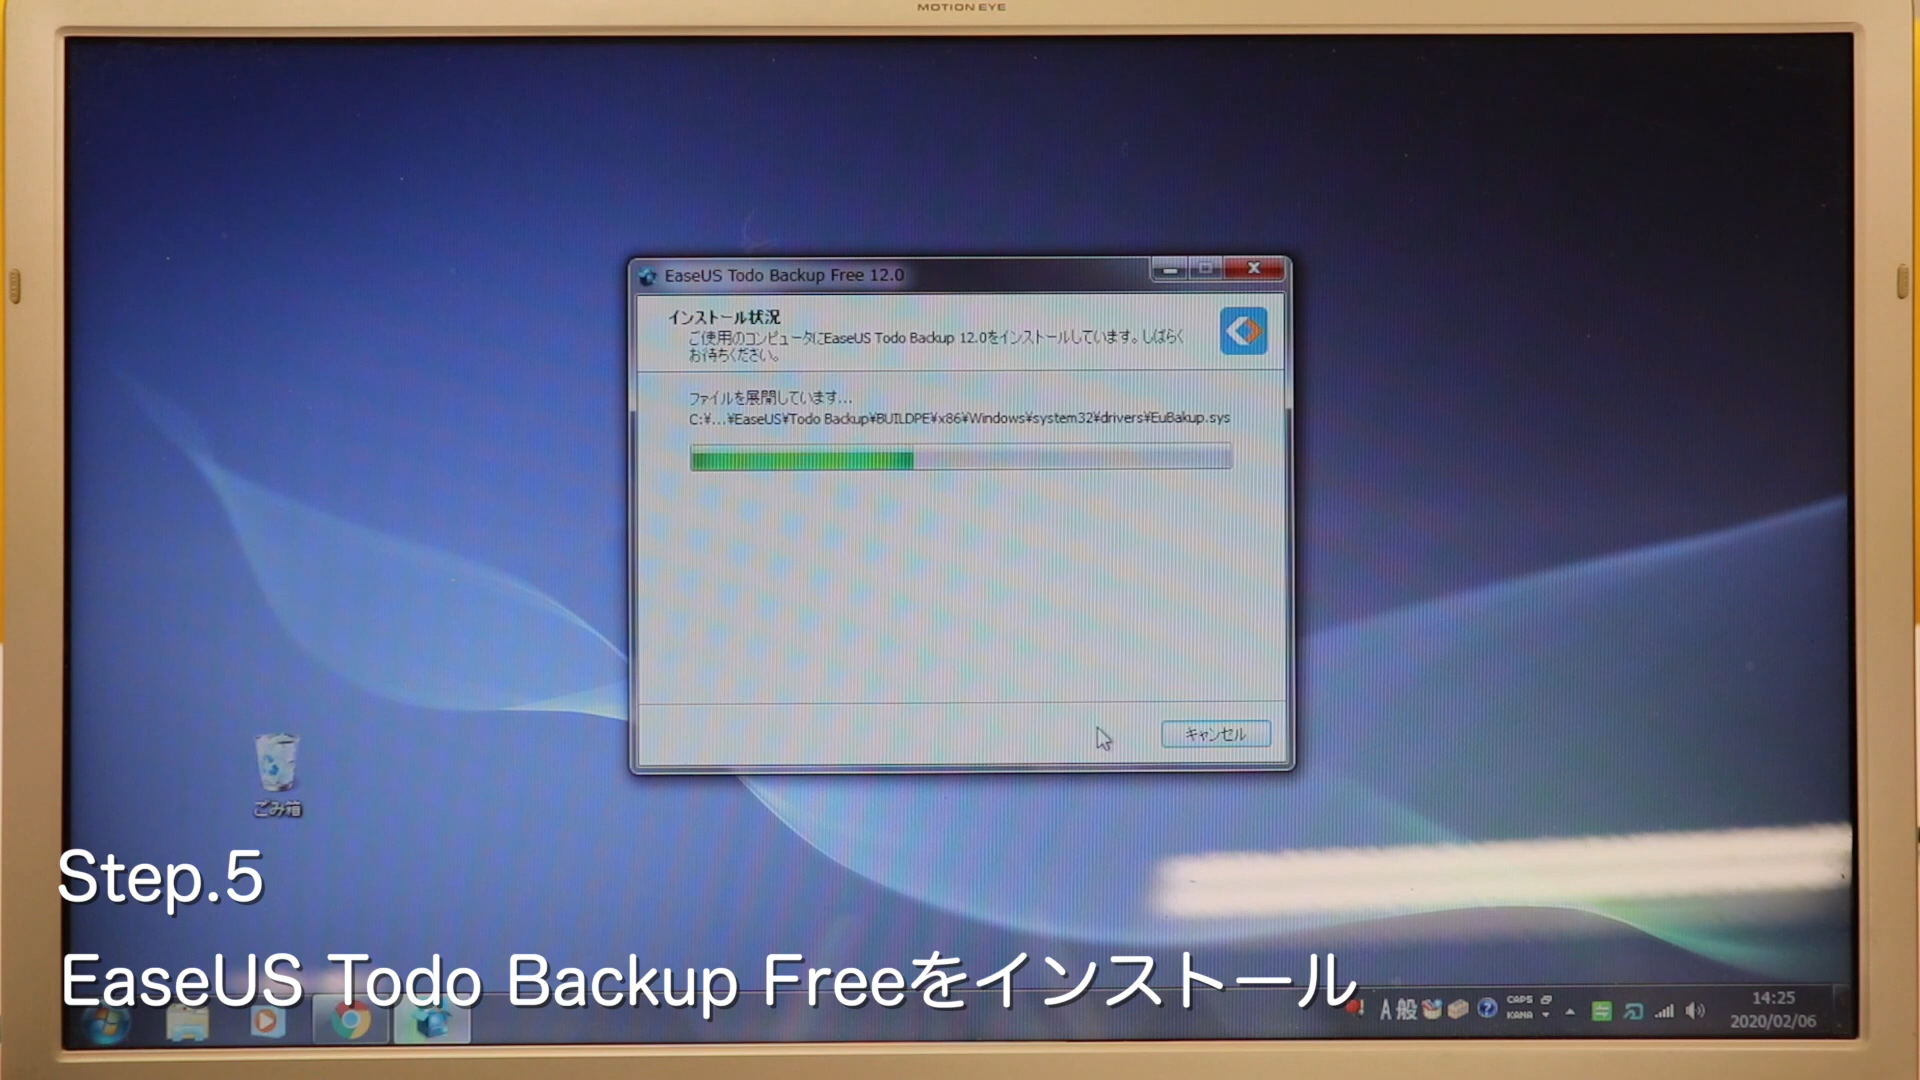 MOTION EYE
EaseUS Todo Backup Free 12.0
インストール状況
ご使用のコンピュータにEaseUS Todo Backup 12.0をインストールしています。しばらく
お待ちください。
ファイルを展開しています...
C:¥...¥EaseUS¥Todo Backup¥BUILDPE¥x86¥Windows¥system32¥drivers¥EuBakup.sys
キャンセル
ごみ箱
Step.5
EaseUS Todo Backup Freeをインストール
A 般
CAPS
KANA
14:25
2020/02/06